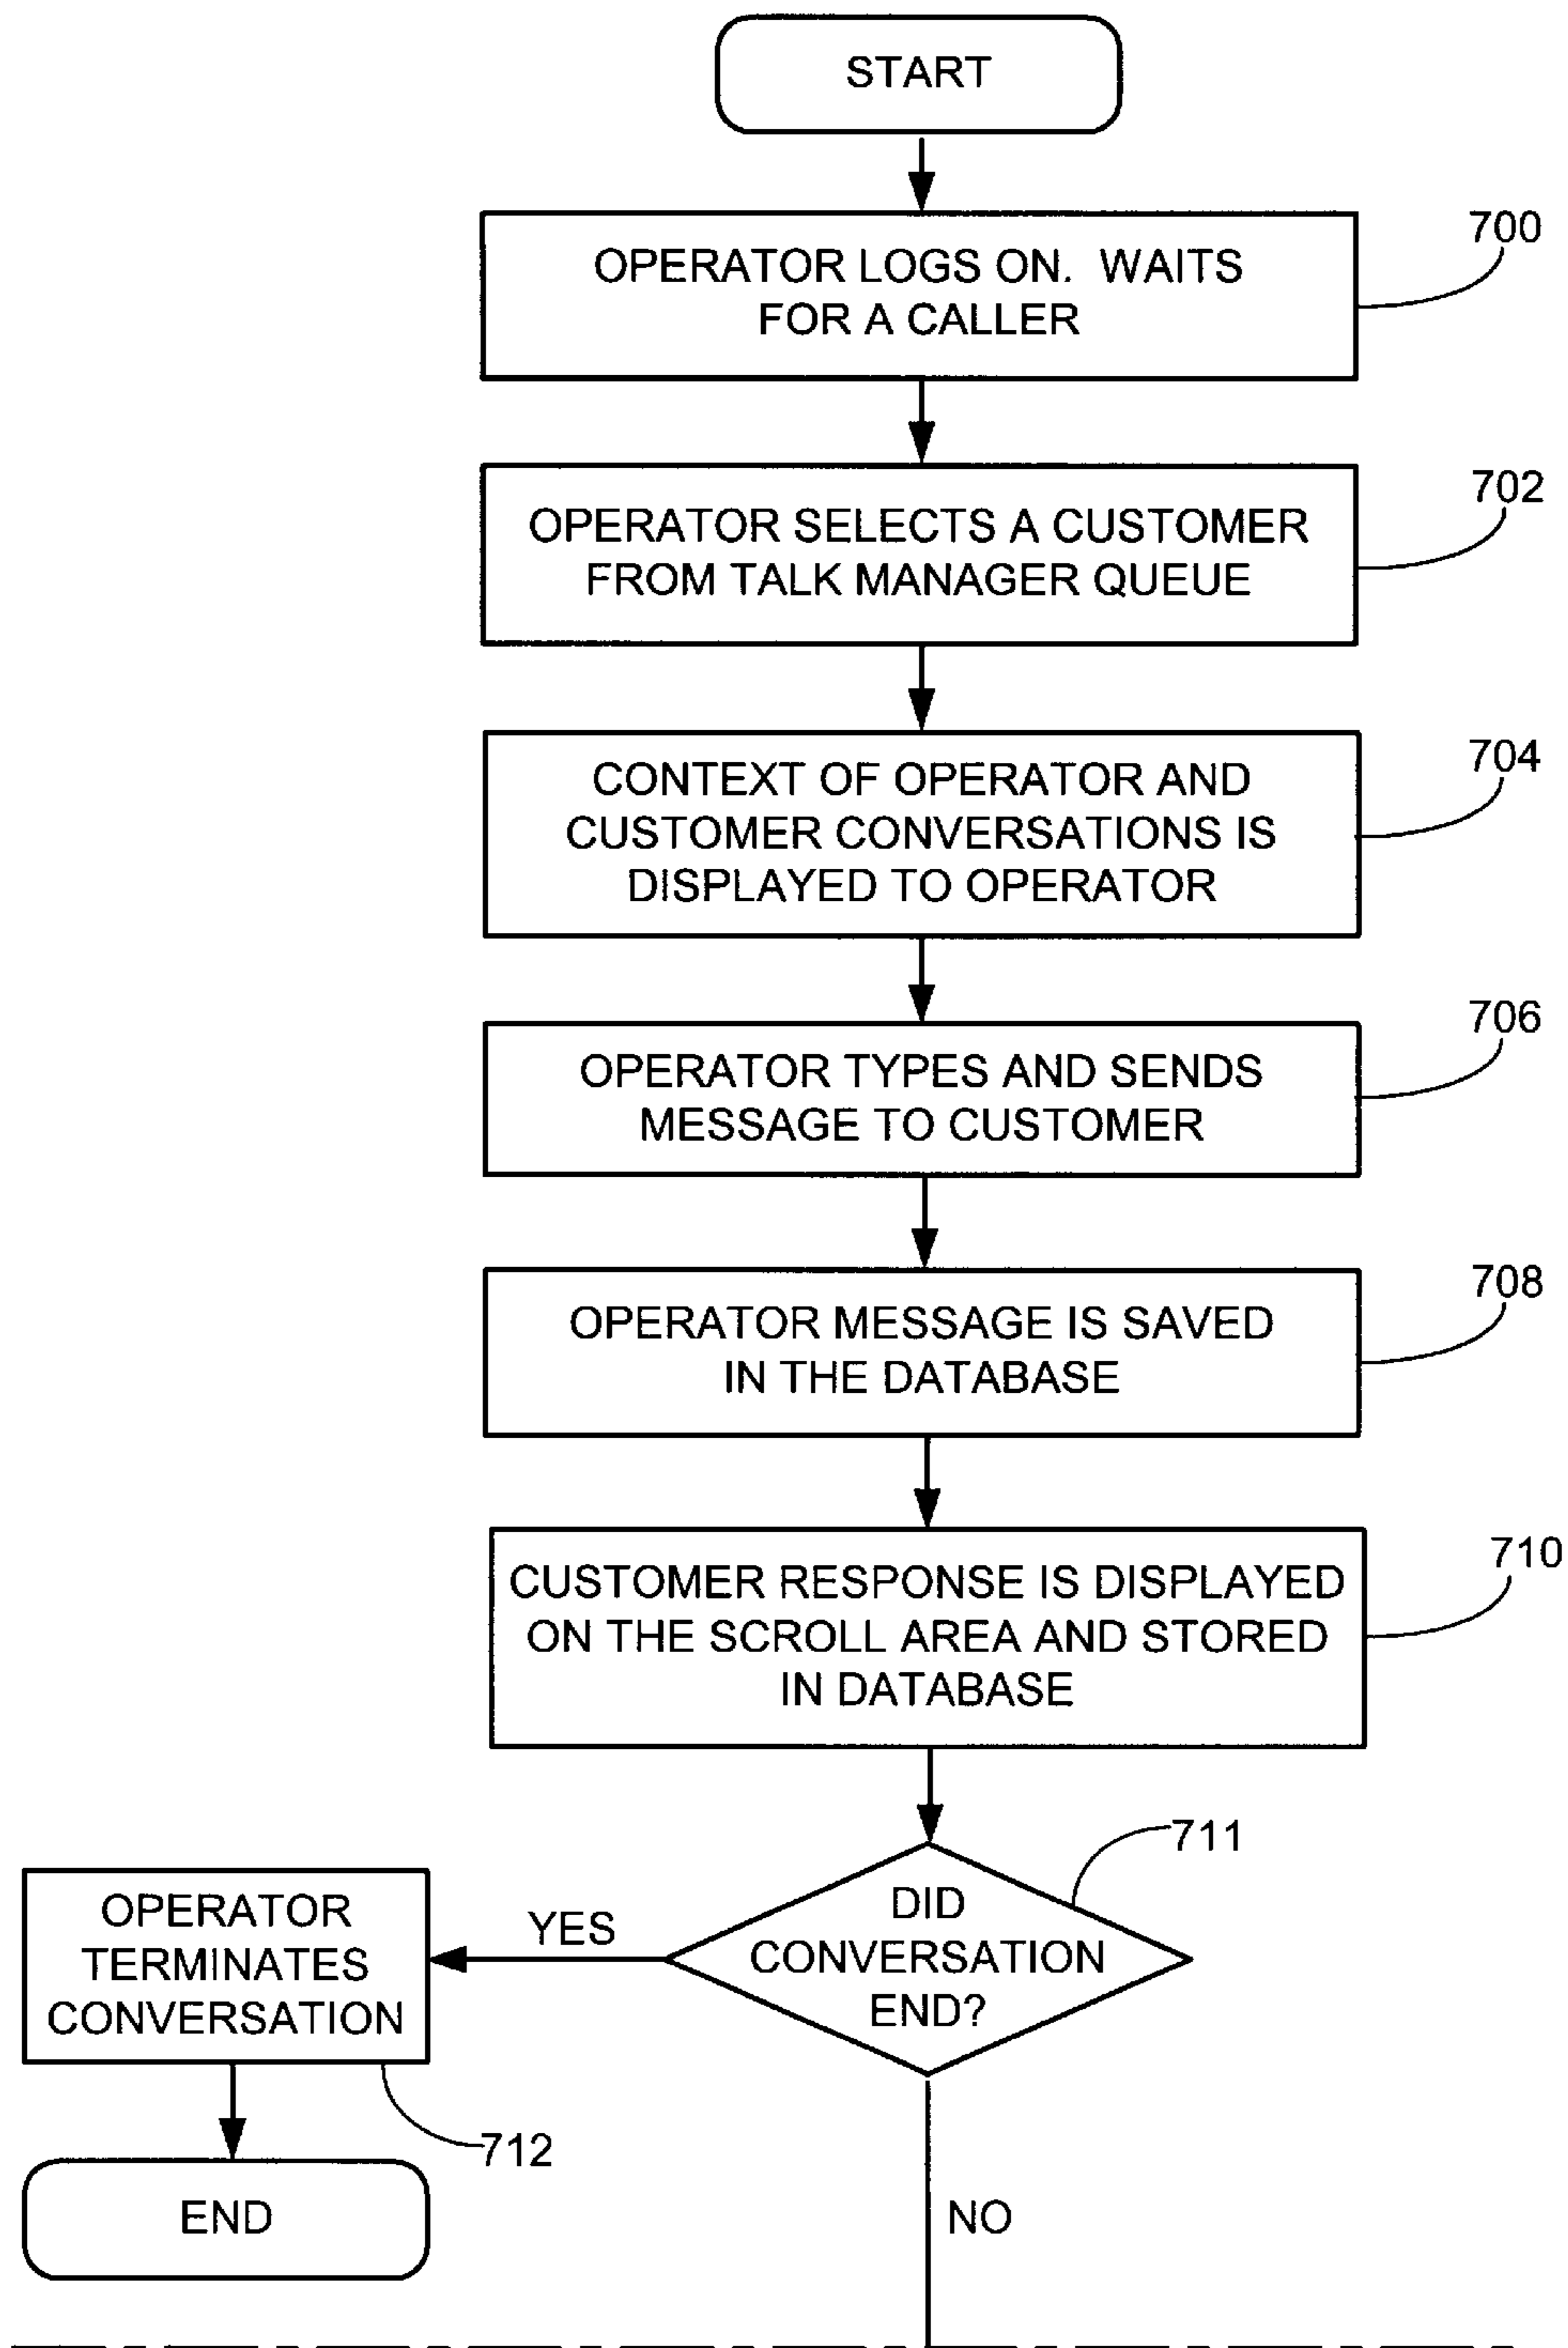 START
700
OPERATOR LOGS ON. WAITS
FOR A CALLER
702
OPERATOR SELECTS A CUSTOMER
FROM TALK MANAGER QUEUE
704
CONTEXT OF OPERATOR AND
CUSTOMER CONVERSATIONS IS
DISPLAYED TO OPERATOR
706
OPERATOR TYPES AND SENDS
MESSAGE TO CUSTOMER
708
OPERATOR MESSAGE IS SAVED
IN THE DATABASE
710
CUSTOMER RESPONSE IS DISPLAYED
ON THE SCROLL AREA AND STORED
IN DATABASE
711
DID
CONVERSATION
END?
YES
OPERATOR
TERMINATES
CONVERSATION
712
END
NO